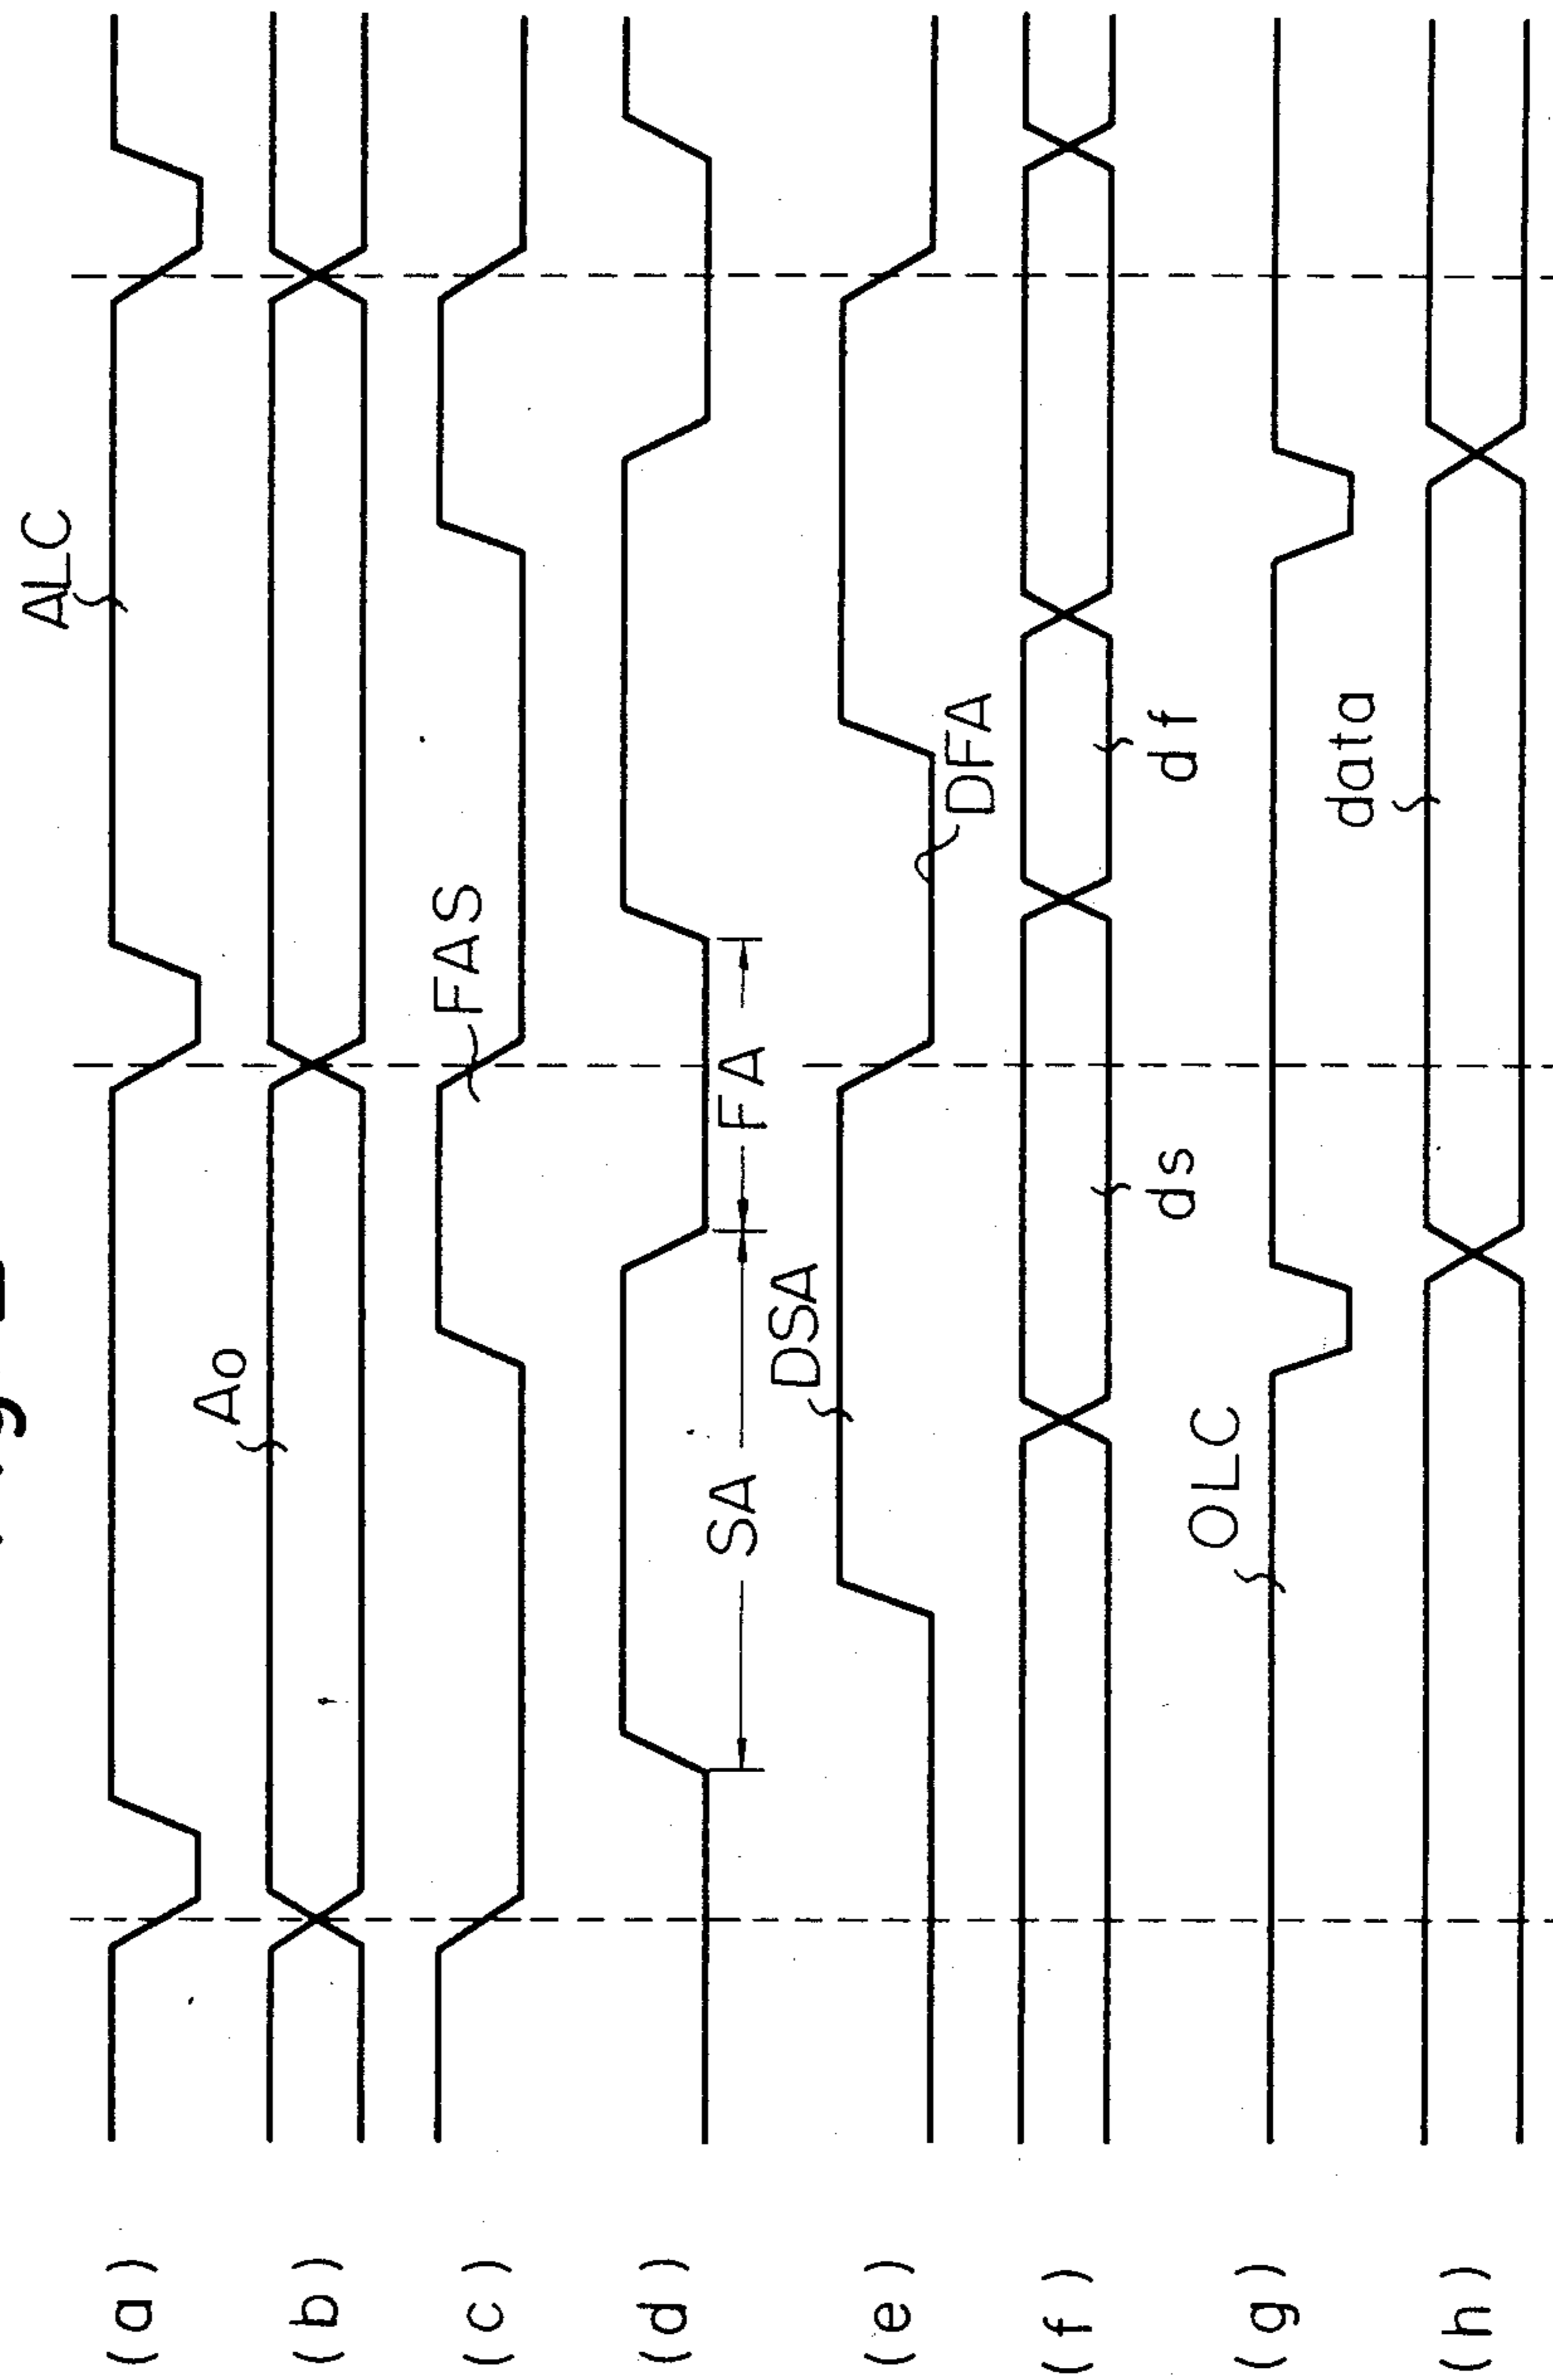 (a)
ALC
(b)
Ao
(c)
FAS
(d)
SA
FA
(e)
DSA
DFA
(f)
ds
df
(g)
OLC
(h)
data